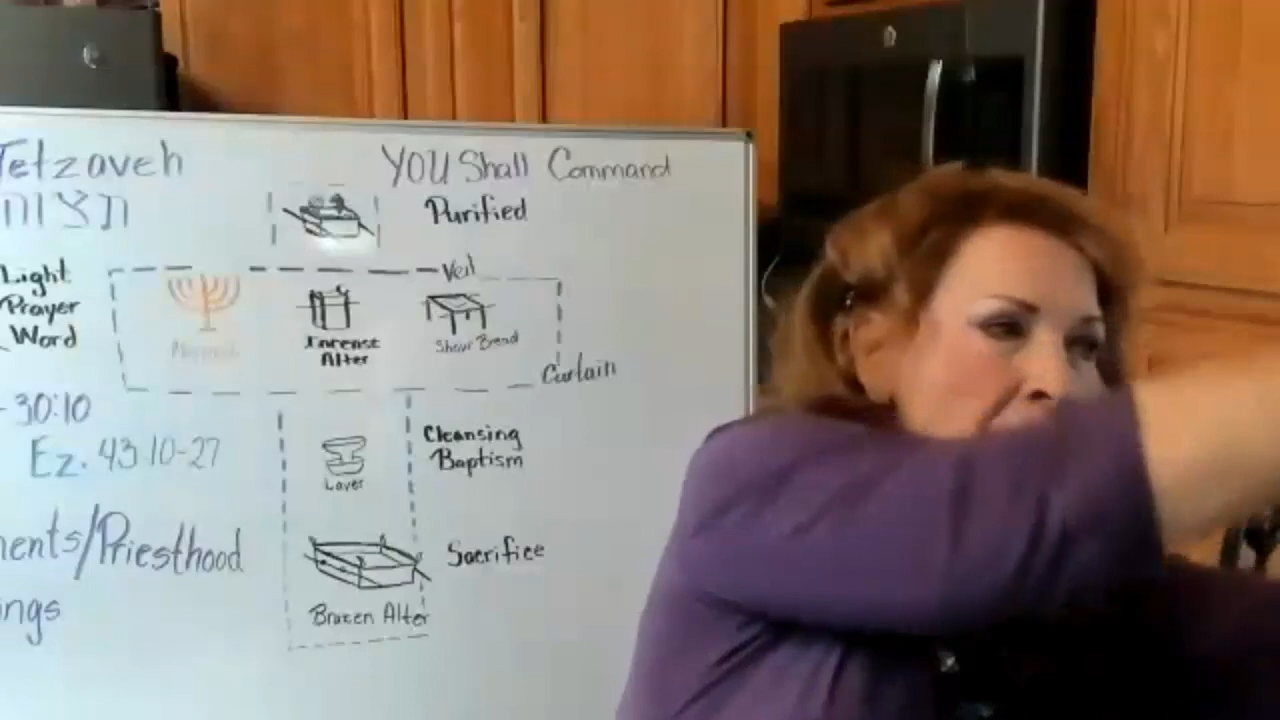 Tetzaveh
YOU Shall Command
תצוה
Purified
Veil
Light
Prayer
Word
Incense
Alter
Show Bread
Curtain
30:10
Ez. 43 10-27
Cleansing
Baptism
Laver
ments/Priesthood
Sacrifice
ings
Brazen Alter